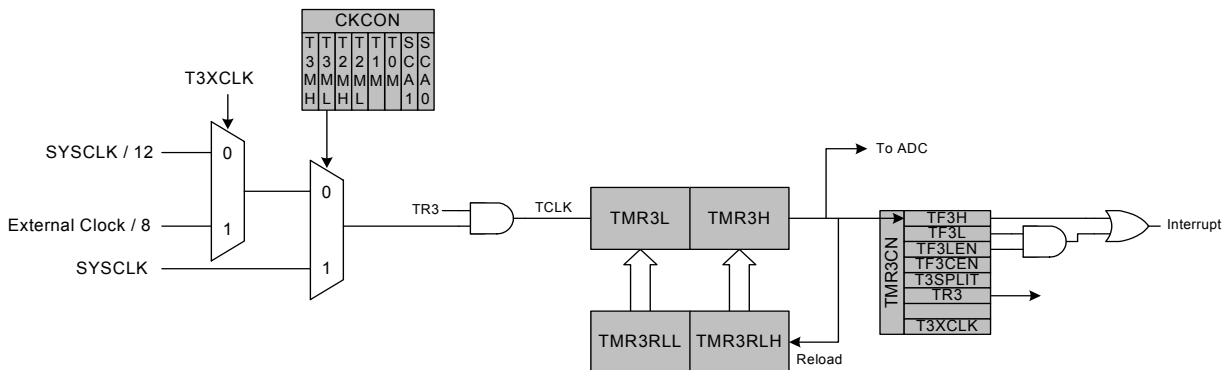 CKCON
T3MH
T3ML
T2MH
T2ML
T1M
T0M
SCA1
SCA0
T3XCLK
SYSCLK / 12
0
External Clock / 8
1
SYSCLK
0
1
TR3
TCLK
TMR3L
TMR3H
To ADC
TMR3RLL
TMR3RLH
Reload
TMR3CN
TF3H
TF3L
TF3LEN
TF3CEN
T3SPLIT
TR3
T3XCLK
Interrupt